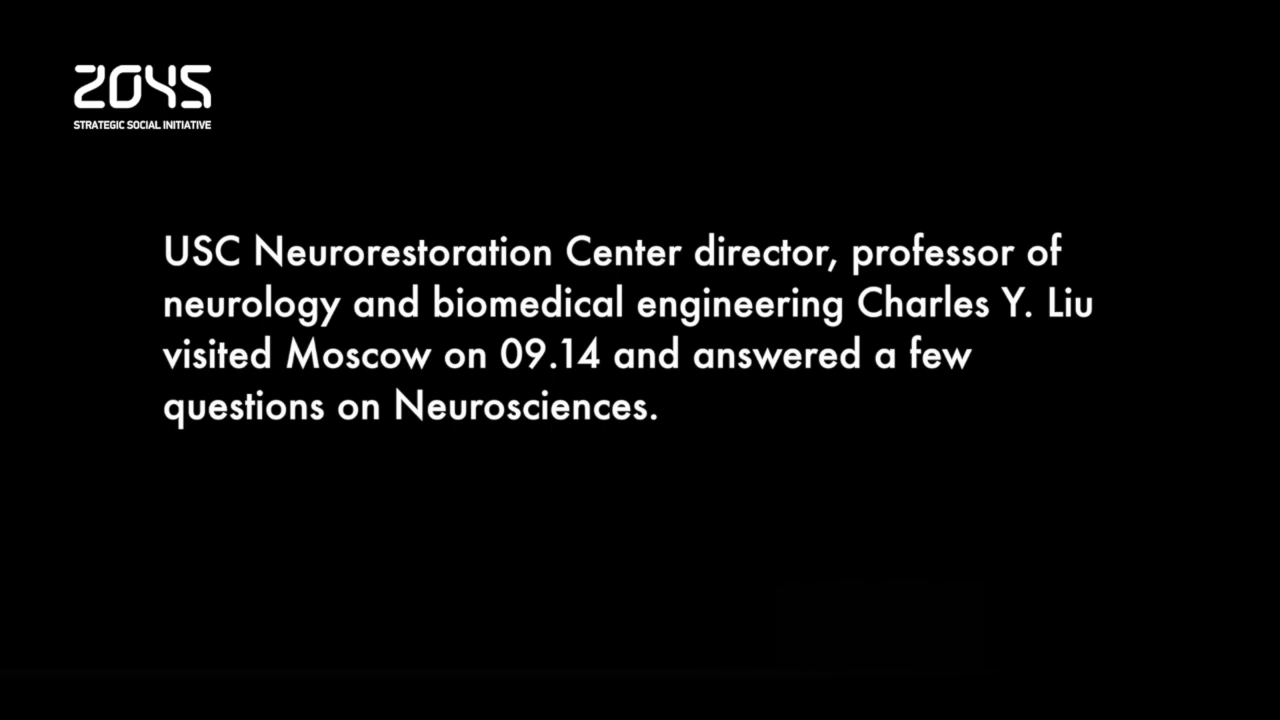 2045
STRATEGIC SOCIAL INITIATIVE
USC Neurorestoration Center director, professor of
neurology and biomedical engineering Charles Y. Liu
visited Moscow on 09.14 and answered a few
questions on Neurosciences.